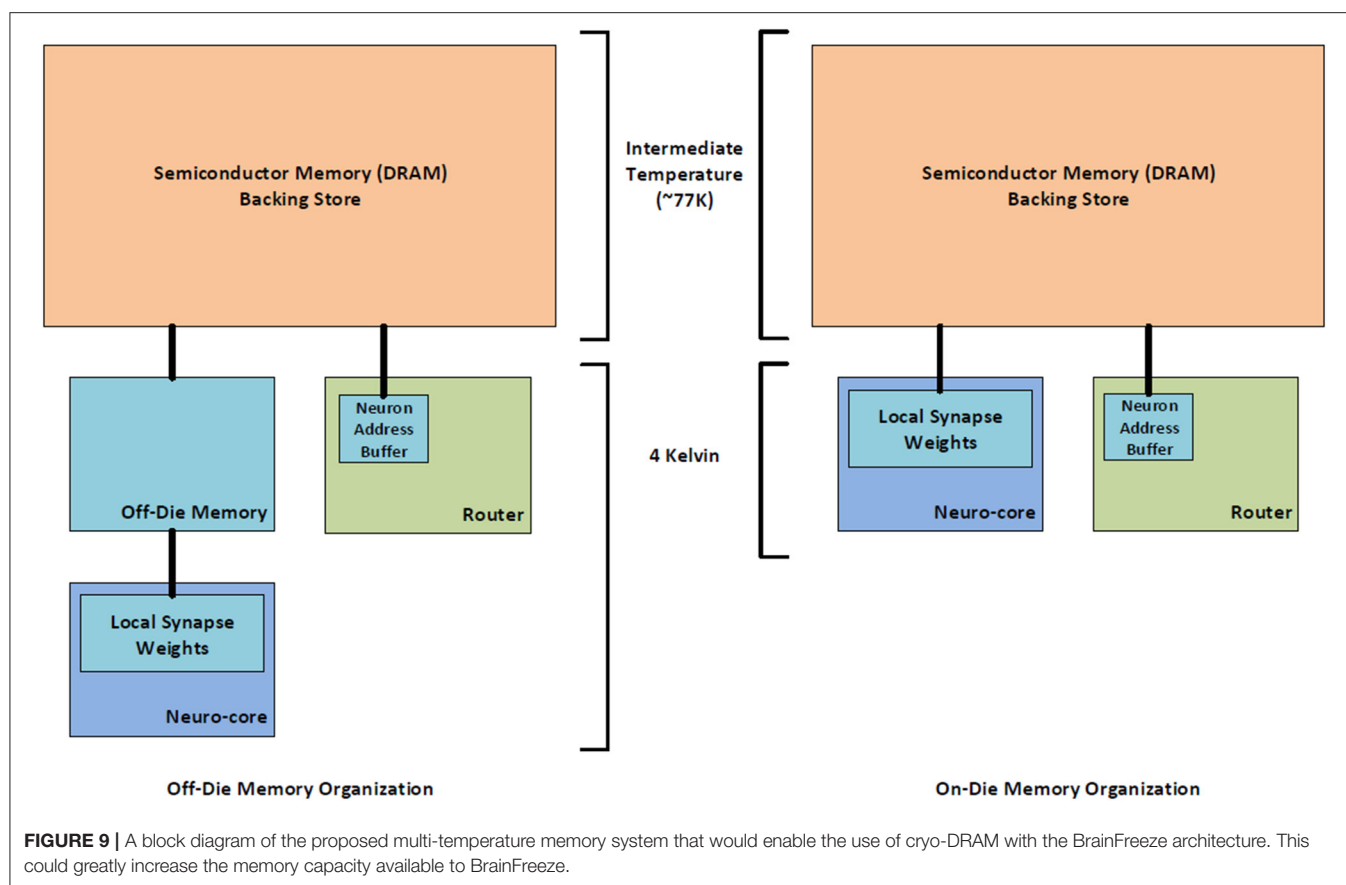 Semiconductor Memory (DRAM)
Backing Store
Off-Die Memory
Neuron
Address
Buffer
Router
Local Synapse
Weights
Neuro-core
Off-Die Memory Organization
Intermediate
Temperature
(~77K)
4 Kelvin
Semiconductor Memory (DRAM)
Backing Store
Local Synapse
Weights
Neuro-core
Neuron
Address
Buffer
Router
On-Die Memory Organization
FIGURE 9 | A block diagram of the proposed multi-temperature memory system that would enable the use of cryo-DRAM with the BrainFreeze architecture. This
could greatly increase the memory capacity available to BrainFreeze.